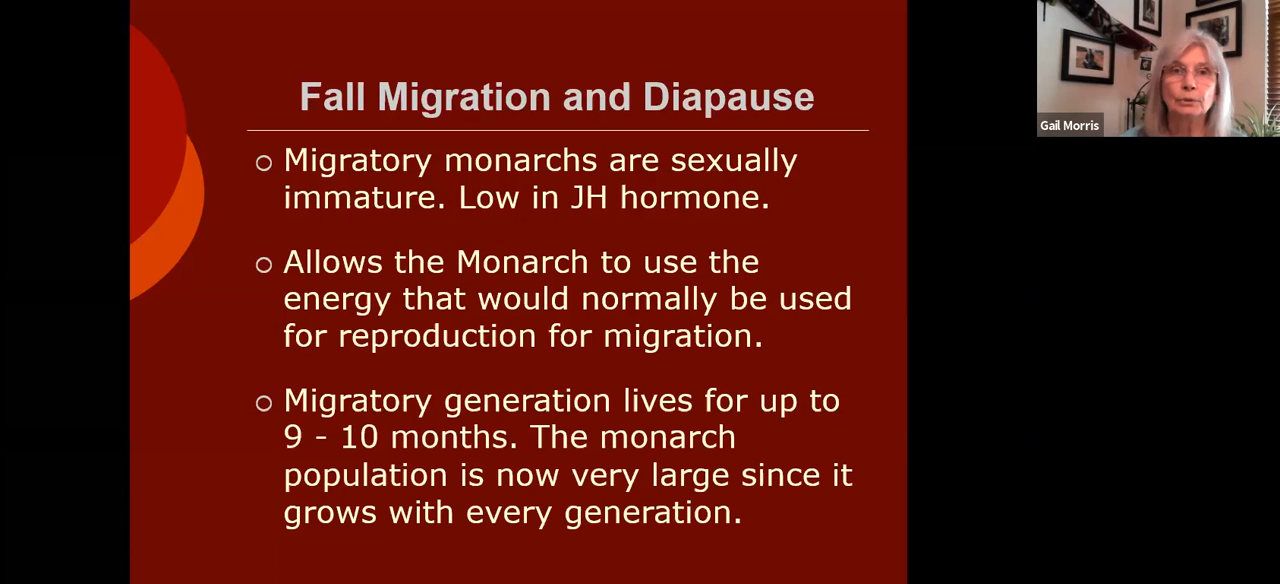 Fall Migration and Diapause
Migratory monarchs are sexually
immature. Low in JH hormone.
Allows the Monarch to use the
energy that would normally be used
for reproduction for migration.
Migratory generation lives for up to
9 - 10 months. The monarch
population is now very large since it
grows with every generation.
Gail Morris